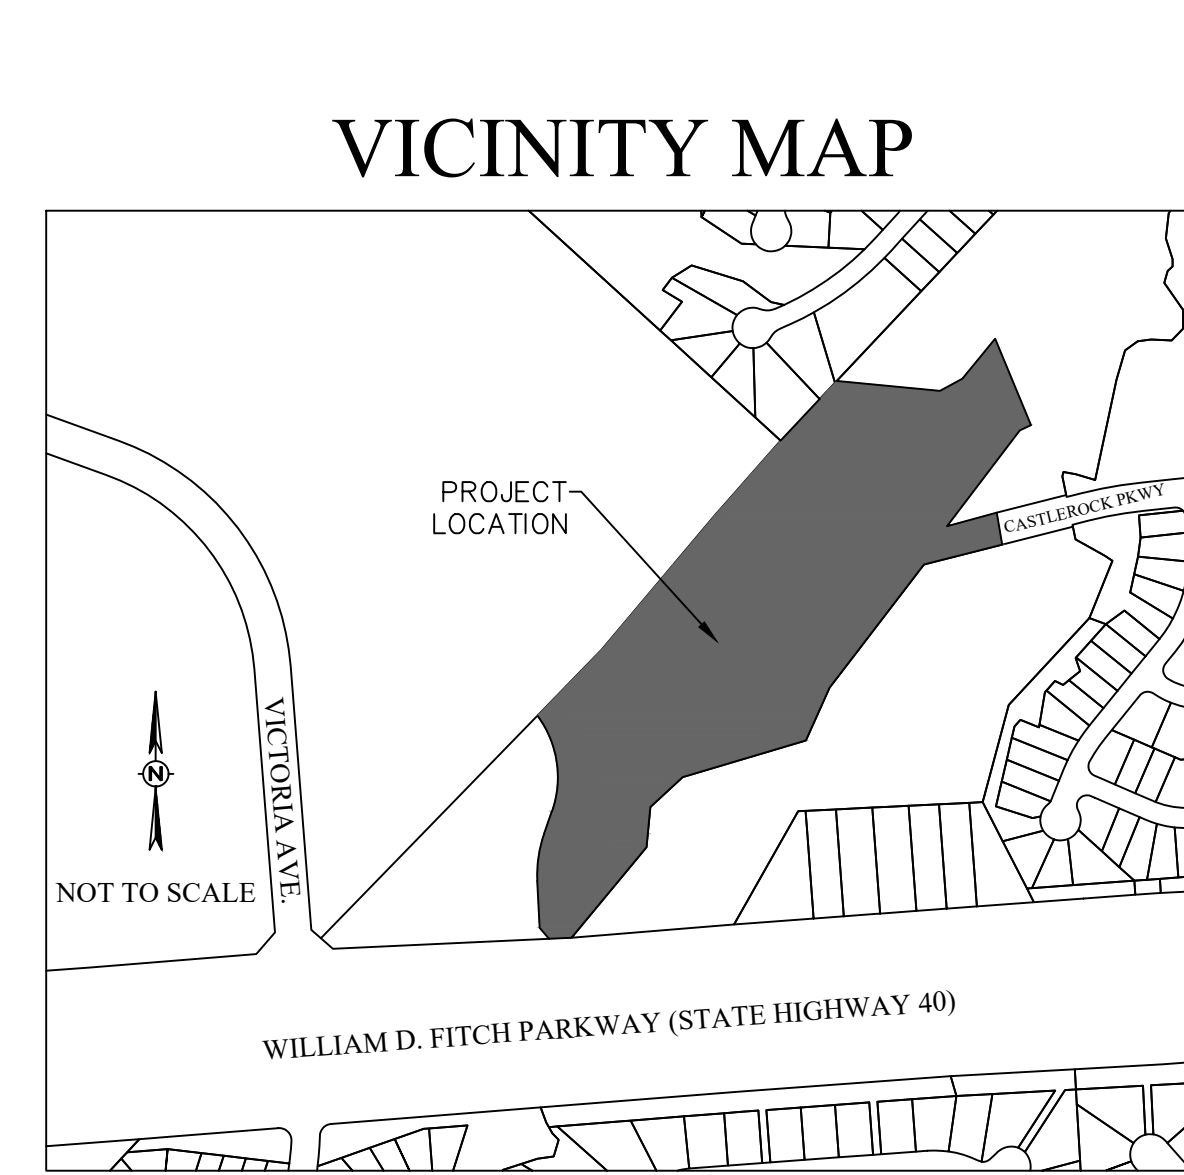 VICINITY MAP
PROJECT
LOCATION
CASTLEROCK PKWY
VICTORIA AVE.
N
NOT TO SCALE
WILLIAM D. FITCH PARKWAY (STATE HIGHWAY 40)